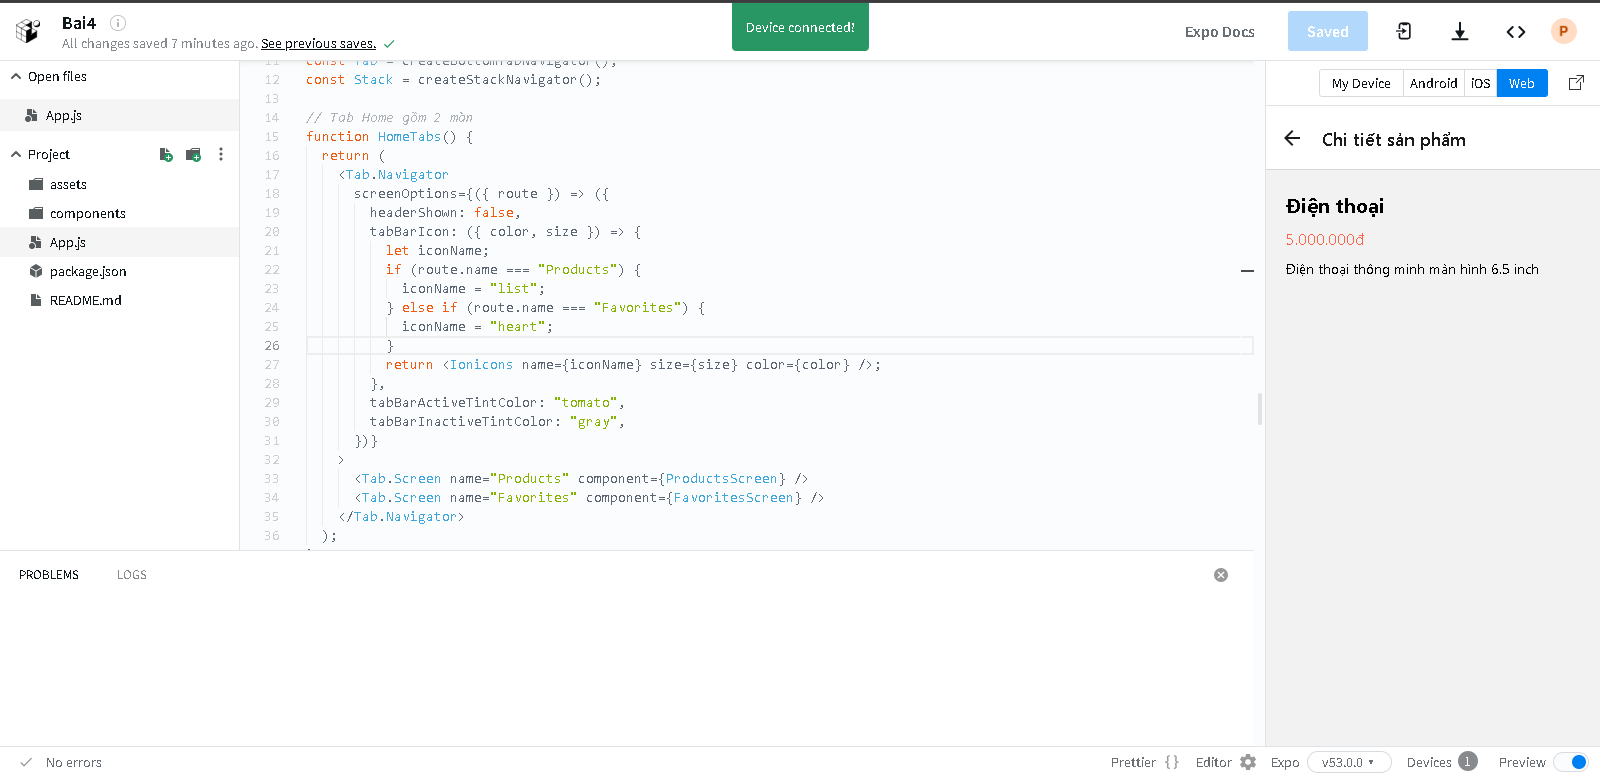 Bai4
All changes saved 7 minutes ago. See previous saves.
Device connected!
Expo Docs
Saved
P
Open files
App.js
Project
assets
components
App.js
package.json
README.md
11 const Tab = createBottomTabNavigator();
12 const Stack = createStackNavigator();
13
14 // Tab Home gồm 2 màn
15 function HomeTabs() {
16 return (
17 <Tab.Navigator
18 screenOptions={({ route }) => ({
19 headerShown: false,
20 tabBarIcon: ({ color, size }) => {
21 let iconName;
22 if (route.name === "Products") {
23 iconName = "list";
24 } else if (route.name === "Favorites") {
25 iconName = "heart";
26 }
27 return <Ionicons name={iconName} size={size} color={color} />;
28 },
29 tabBarActiveTintColor: "tomato",
30 tabBarInactiveTintColor: "gray",
31 })}
32 >
33 <Tab.Screen name="Products" component={ProductsScreen} />
34 <Tab.Screen name="Favorites" component={FavoritesScreen} />
35 </Tab.Navigator>
36 );
My Device Android iOS Web
Chi tiết sản phẩm
Điện thoại
5.000.000đ
Điện thoại thông minh màn hình 6.5 inch
PROBLEMS LOGS
No errors
Prettier { } Editor Expo v53.0.0 Devices 1 Preview